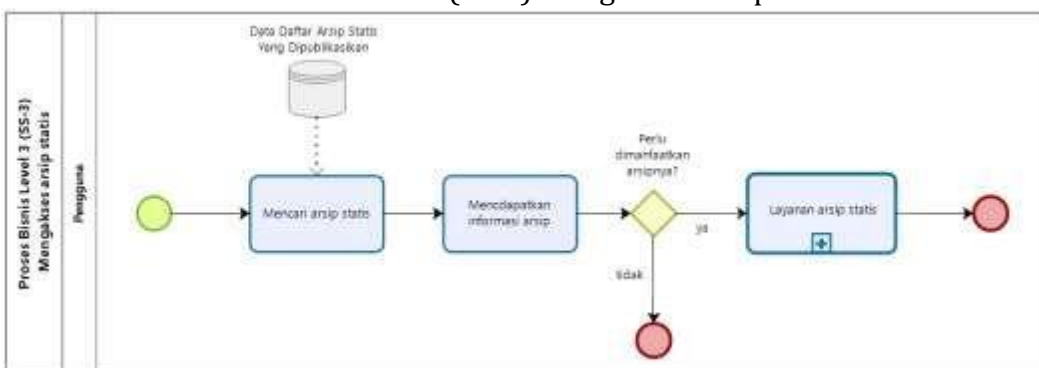 Proses Bisnis Level 3 (SS-3)
Mengakses arsip statis
Pengguna
Data Daftar Arsip Statis
Yang Dipublikasikan
Mencari arsip statis
Mendapatkan
informasi arsip
Perlu
dimanfaatkan
arsipnya?
ya
tidak
Layanan arsip statis